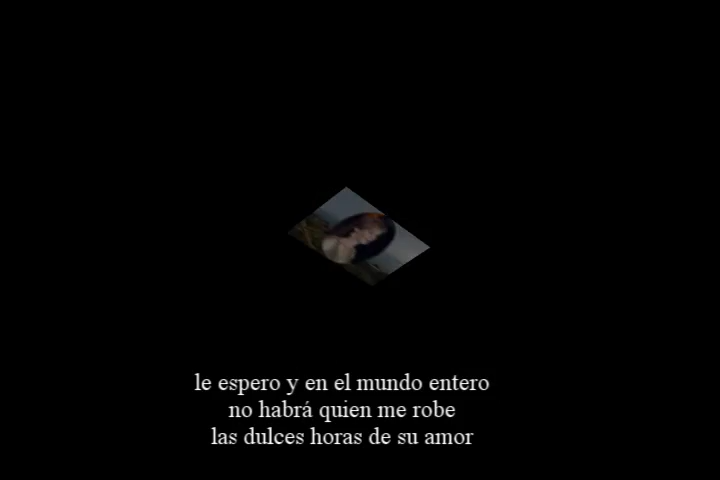 le espero y en el mundo entero
no habrá quien me robe
las dulces horas de su amor